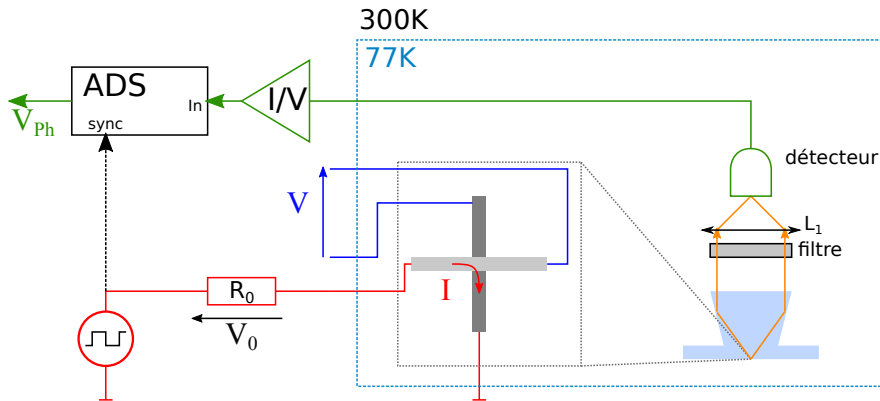 300K
77K
ADS
In
sync
I/V
V_Ph
détecteur
V
L₁
filtre
I
R₀
V₀